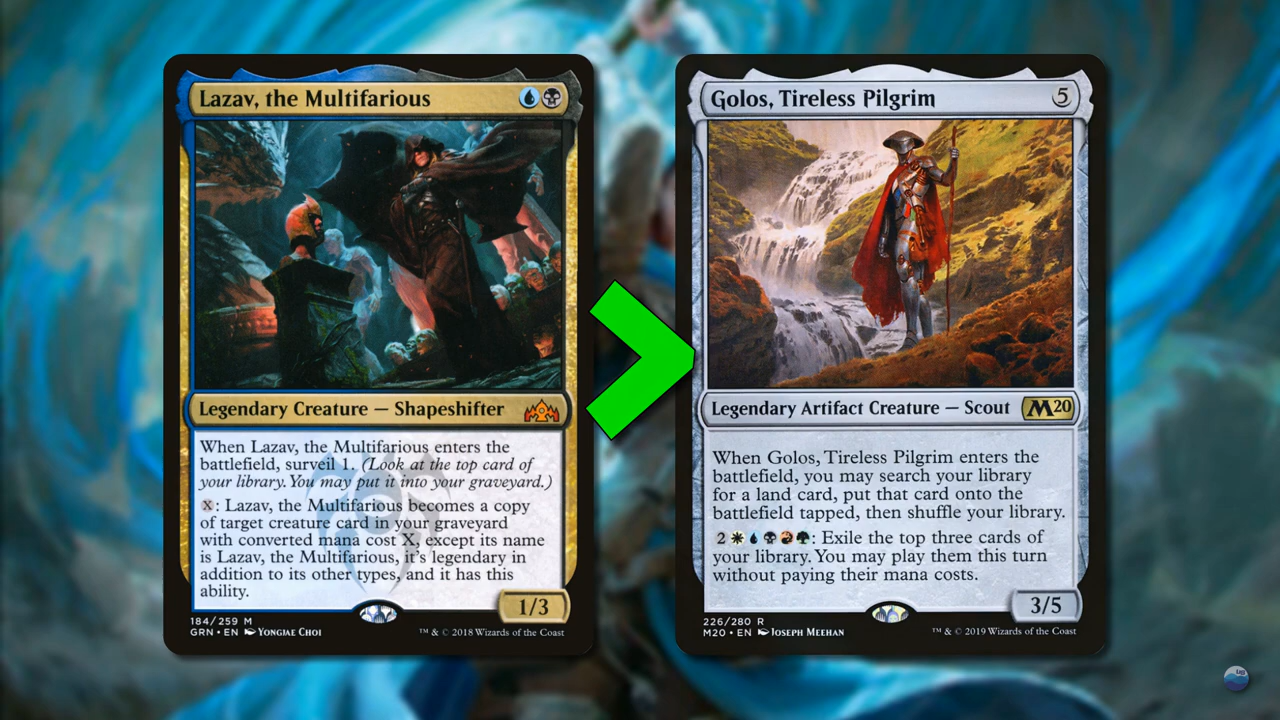 Lazav, the Multifarious
Legendary Creature — Shapeshifter
When Lazav, the Multifarious enters the
battlefield, surveil 1. (Look at the top card of
your library. You may put it into your graveyard.)
X: Lazav, the Multifarious becomes a copy
of target creature card in your graveyard
with converted mana cost X, except its name
is Lazav, the Multifarious, it's legendary in
addition to its other types, and it has this
ability.
1/3
184/259 M
GRN • EN Yongjae Choi
™ & © 2018 Wizards of the Coast
Golos, Tireless Pilgrim
5
Legendary Artifact Creature — Scout
M20
When Golos, Tireless Pilgrim enters the
battlefield, you may search your library
for a land card, put that card onto the
battlefield tapped, then shuffle your library.
2 : Exile the top three cards of
your library. You may play them this turn
without paying their mana costs.
3/5
226/280 R
M20 • EN Joseph Meehan
™ & © 2019 Wizards of the Coast